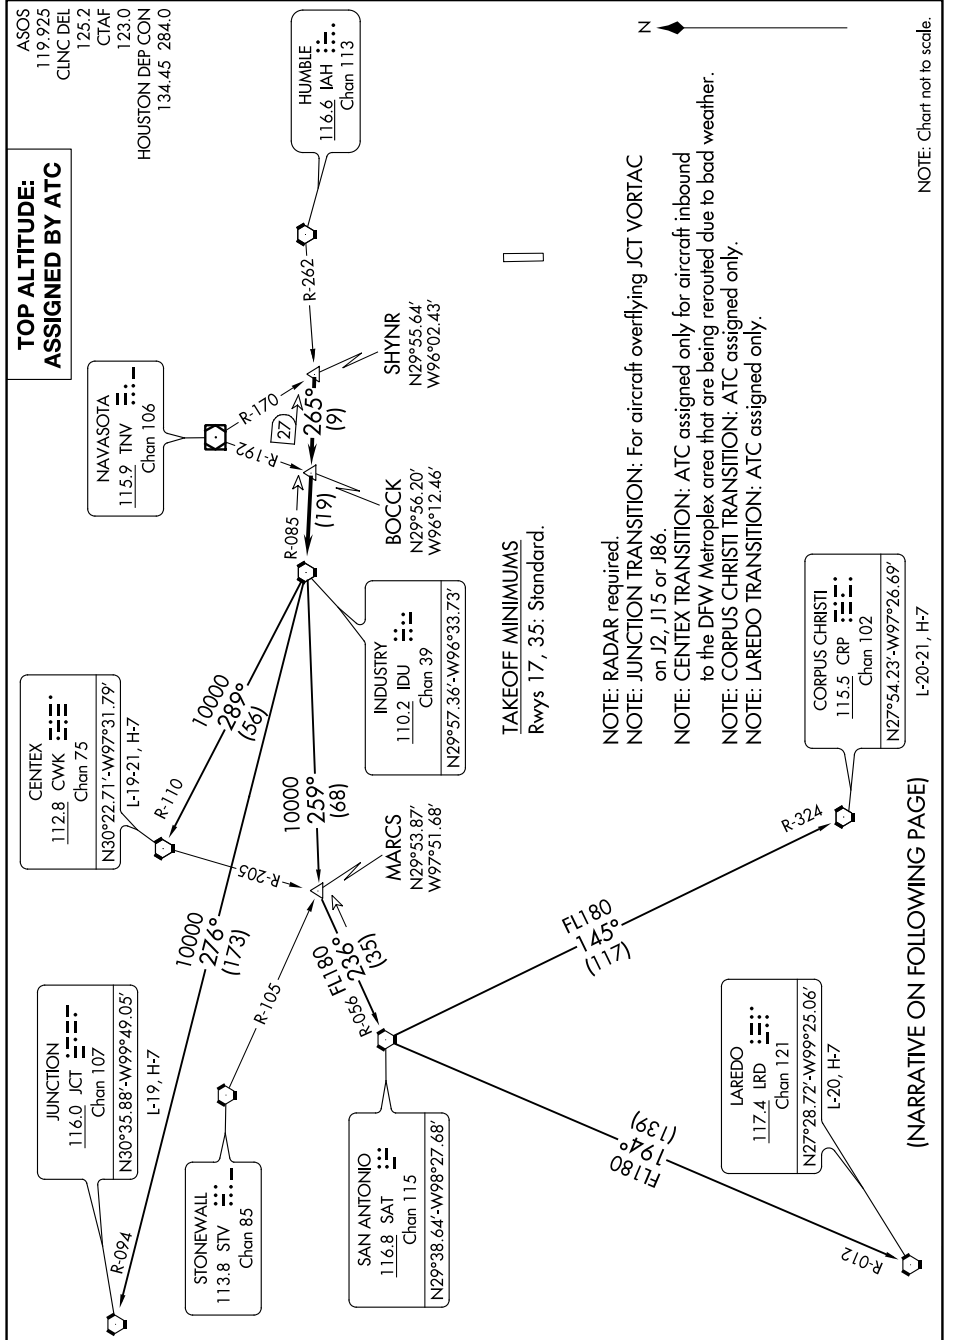 ASOS
119.925
CLNC DEL
125.2
CTAF
123.0
HOUSTON DEP CON
134.45 284.0
TOP ALTITUDE:
ASSIGNED BY ATC
JUNCTION
116.0 JCT
Chan 107
N30°35.88'-W99°49.05'
L-19, H-7
R-094
CENTEX
112.8 CWK
Chan 75
N30°22.71'-W97°31.79'
L-19-21, H-7
R-110
R-205
NAVASOTA
115.9 TNV
Chan 106
R-170
R-192
HUMBLE
116.6 IAH
Chan 113
R-262
10000
276°
(173)
10000
289°
(56)
10000
259°
(68)
R-085
(19)
27
265°
(9)
SHYNR
N29°55.64'
W96°02.43'
BOCCK
N29°56.20'
W96°12.46'
INDUSTRY
110.2 IDU
Chan 39
N29°57.36'-W96°33.73'
MARCS
N29°53.87'
W97°51.68'
STONEWALL
113.8 STV
Chan 85
R-105
FL180
236°
(35)
R-056
SAN ANTONIO
116.8 SAT
Chan 115
N29°38.64'-W98°27.68'
FL180
145°
(117)
R-324
FL180
194°
(139)
R-012
LAREDO
117.4 LRD
Chan 121
N27°28.72'-W99°25.06'
L-20, H-7
CORPUS CHRISTI
115.5 CRP
Chan 102
N27°54.23'-W97°26.69'
L-20-21, H-7
TAKEOFF MINIMUMS
Rwys 17, 35: Standard.
NOTE: RADAR required.
NOTE: JUNCTION TRANSITION: For aircraft overflying JCT VORTAC
on J2, J15 or J86.
NOTE: CENTEX TRANSITION: ATC assigned only for aircraft inbound
to the DFW Metroplex area that are being rerouted due to bad weather.
NOTE: CORPUS CHRISTI TRANSITION: ATC assigned only.
NOTE: LAREDO TRANSITION: ATC assigned only.
N
(NARRATIVE ON FOLLOWING PAGE)
NOTE: Chart not to scale.